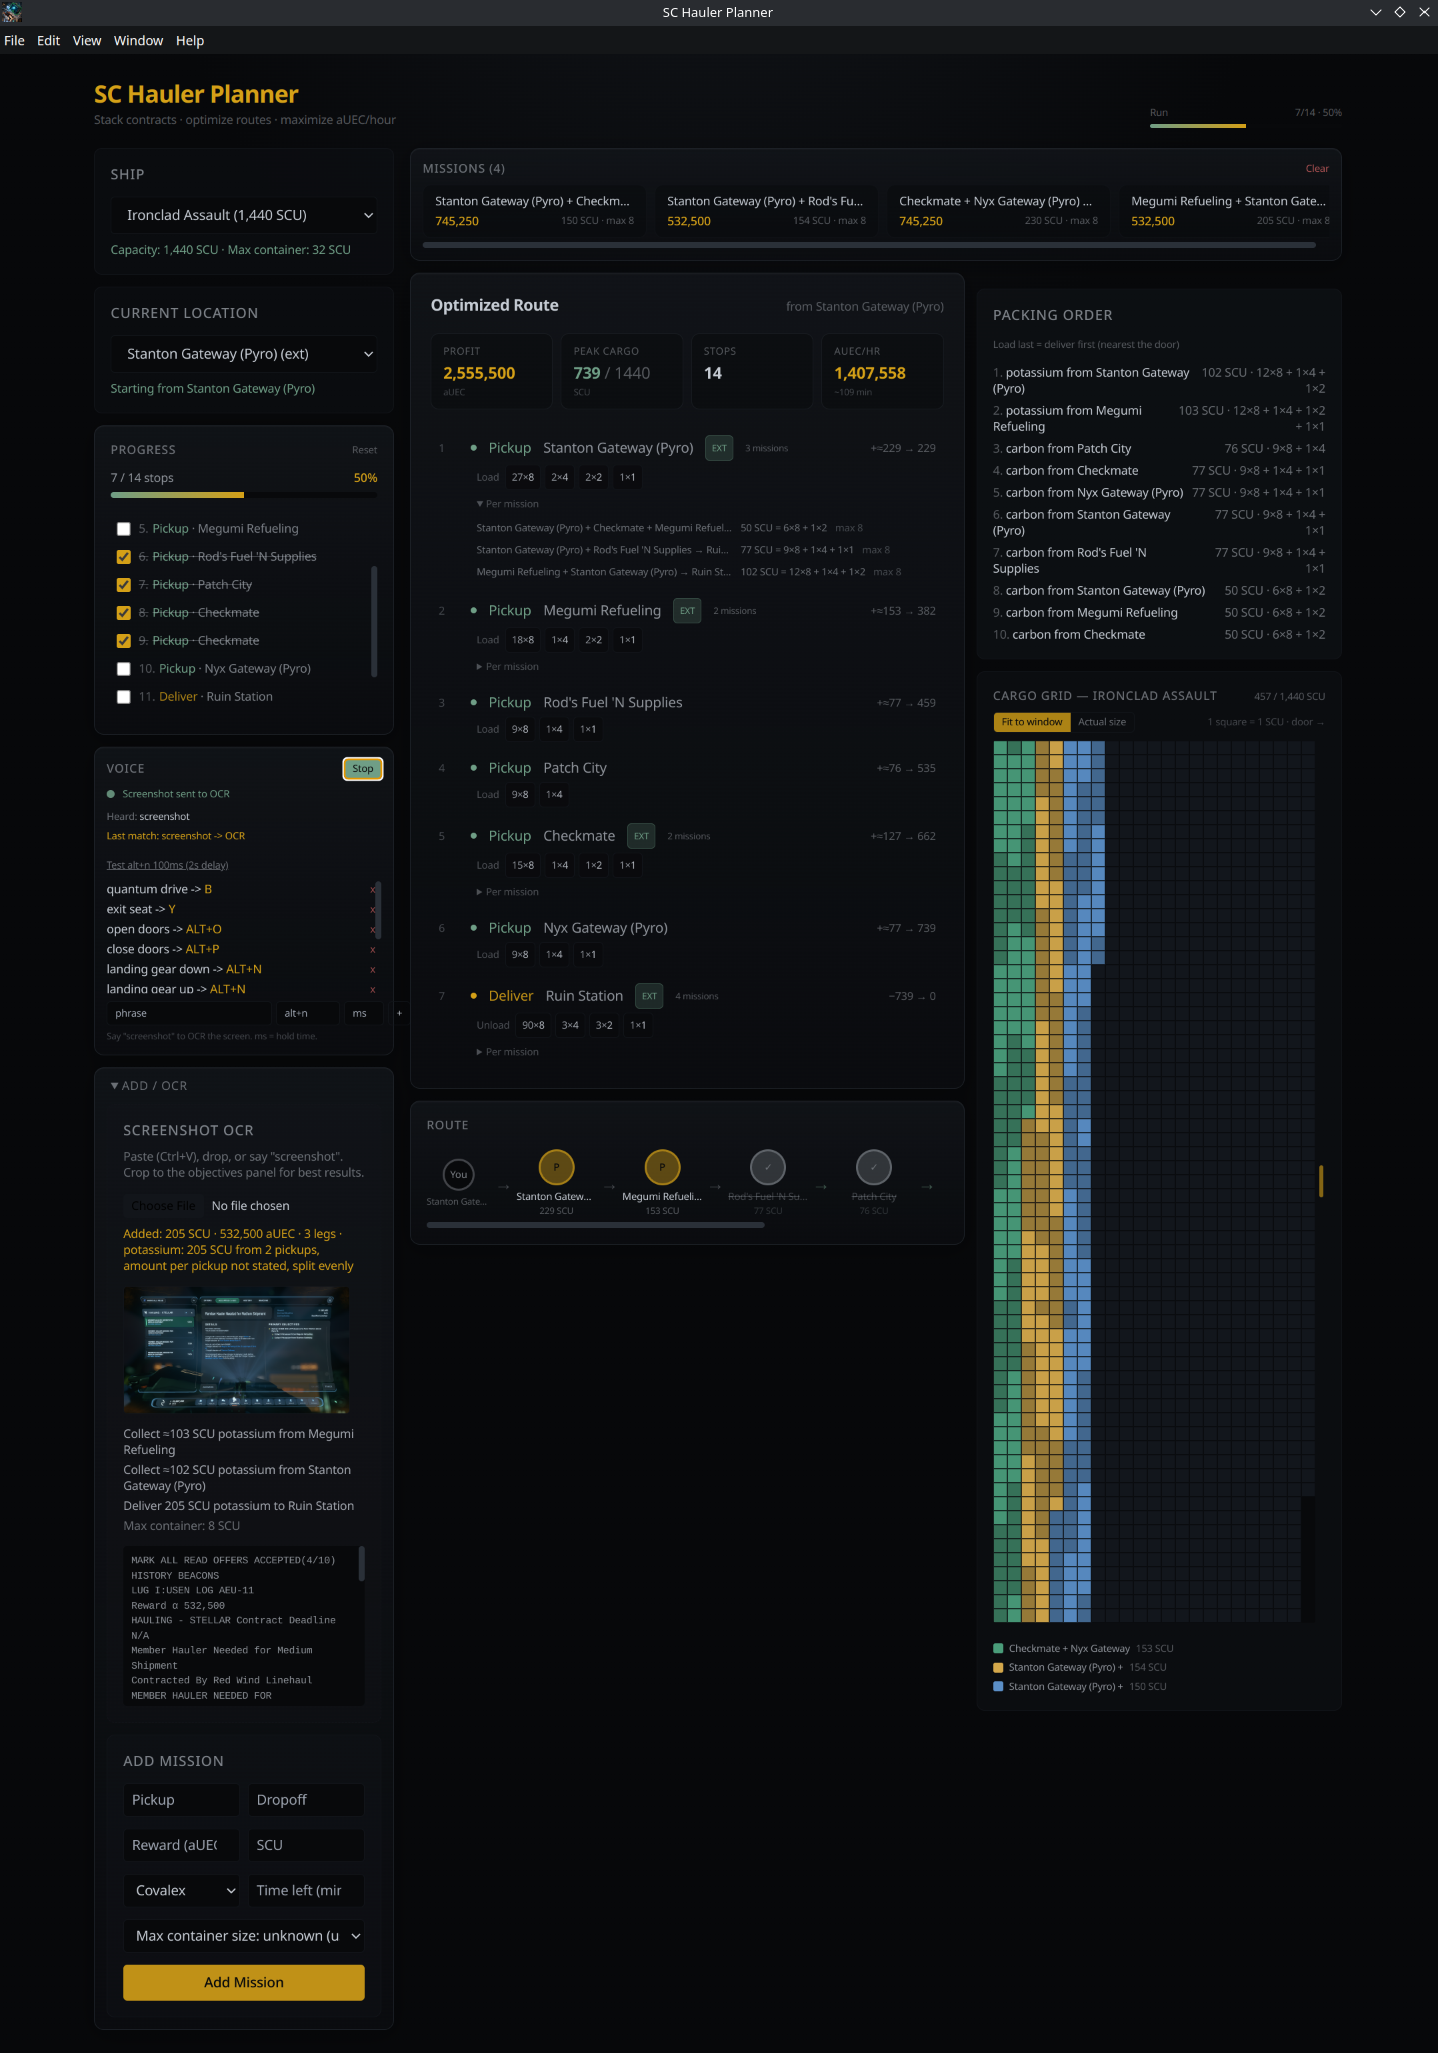 SC Hauler Planner
File Edit View Window Help
SC Hauler Planner
Stack contracts · optimize routes · maximize aUEC/hour
Run 7/14 · 50%
SHIP
Ironclad Assault (1,440 SCU)
Capacity: 1,440 SCU · Max container: 32 SCU
CURRENT LOCATION
Stanton Gateway (Pyro) (ext)
Starting from Stanton Gateway (Pyro)
PROGRESS Reset
7 / 14 stops 50%
5. Pickup · Megumi Refueling
6. Pickup · Rod's Fuel 'N Supplies
7. Pickup · Patch City
8. Pickup · Checkmate
9. Pickup · Checkmate
10. Pickup · Nyx Gateway (Pyro)
11. Deliver · Ruin Station
VOICE Stop
Screenshot sent to OCR
Heard: screenshot
Last match: screenshot -> OCR
Test alt+n 100ms (2s delay)
quantum drive -> B x
exit seat -> Y x
open doors -> ALT+O x
close doors -> ALT+P x
landing gear down -> ALT+N x
landing gear up -> ALT+N x
phrase alt+n ms +
Say "screenshot" to OCR the screen. ms = hold time.
▼ ADD / OCR
SCREENSHOT OCR
Paste (Ctrl+V), drop, or say "screenshot".
Crop to the objectives panel for best results.
Choose File No file chosen
Added: 205 SCU · 532,500 aUEC · 3 legs ·
potassium: 205 SCU from 2 pickups,
amount per pickup not stated, split evenly
Collect ≈103 SCU potassium from Megumi
Refueling
Collect ≈102 SCU potassium from Stanton
Gateway (Pyro)
Deliver 205 SCU potassium to Ruin Station
Max container: 8 SCU
MARK ALL READ OFFERS ACCEPTED(4/10)
HISTORY BEACONS
LUG I:USEN LOG AEU-11
Reward α 532,500
HAULING - STELLAR Contract Deadline
N/A
Member Hauler Needed for Medium
Shipment
Contracted By Red Wind Linehaul
MEMBER HAULER NEEDED FOR
ADD MISSION
Pickup Dropoff
Reward (aUEC SCU
Covalex Time left (mir
Max container size: unknown (u
Add Mission
MISSIONS (4) Clear
Stanton Gateway (Pyro) + Checkm...
745,250 150 SCU · max 8
Stanton Gateway (Pyro) + Rod's Fu...
532,500 154 SCU · max 8
Checkmate + Nyx Gateway (Pyro) ...
745,250 230 SCU · max 8
Megumi Refueling + Stanton Gate...
532,500 205 SCU · max 8
Optimized Route from Stanton Gateway (Pyro)
PROFIT
2,555,500
aUEC
PEAK CARGO
739 / 1440
SCU
STOPS
14
AUEC/HR
1,407,558
~109 min
1 Pickup Stanton Gateway (Pyro) EXT 3 missions +≈229 → 229
Load 27×8 2×4 2×2 1×1
▼ Per mission
Stanton Gateway (Pyro) + Checkmate + Megumi Refuel... 50 SCU = 6×8 + 1×2 max 8
Stanton Gateway (Pyro) + Rod's Fuel 'N Supplies → Rui... 77 SCU = 9×8 + 1×4 + 1×1 max 8
Megumi Refueling + Stanton Gateway (Pyro) → Ruin St... 102 SCU = 12×8 + 1×4 + 1×2 max 8
2 Pickup Megumi Refueling EXT 2 missions +≈153 → 382
Load 18×8 1×4 2×2 1×1
▶ Per mission
3 Pickup Rod's Fuel 'N Supplies +≈77 → 459
Load 9×8 1×4 1×1
4 Pickup Patch City +≈76 → 535
Load 9×8 1×4
5 Pickup Checkmate EXT 2 missions +≈127 → 662
Load 15×8 1×4 1×2 1×1
▶ Per mission
6 Pickup Nyx Gateway (Pyro) +≈77 → 739
Load 9×8 1×4 1×1
7 Deliver Ruin Station EXT 4 missions −739 → 0
Unload 90×8 3×4 3×2 1×1
▶ Per mission
ROUTE
You → P → P → ✓ → ✓ →
Stanton Gate... Stanton Gatew... Megumi Refueli... Rod's Fuel 'N Su... Patch City
229 SCU 153 SCU 77 SCU 76 SCU
PACKING ORDER
Load last = deliver first (nearest the door)
1. potassium from Stanton Gateway 102 SCU · 12×8 + 1×4 +
(Pyro) 1×2
2. potassium from Megumi 103 SCU · 12×8 + 1×4 + 1×2
Refueling + 1×1
3. carbon from Patch City 76 SCU · 9×8 + 1×4
4. carbon from Checkmate 77 SCU · 9×8 + 1×4 + 1×1
5. carbon from Nyx Gateway (Pyro) 77 SCU · 9×8 + 1×4 + 1×1
6. carbon from Stanton Gateway 77 SCU · 9×8 + 1×4 +
(Pyro) 1×1
7. carbon from Rod's Fuel 'N 77 SCU · 9×8 + 1×4 +
Supplies 1×1
8. carbon from Stanton Gateway (Pyro) 50 SCU · 6×8 + 1×2
9. carbon from Megumi Refueling 50 SCU · 6×8 + 1×2
10. carbon from Checkmate 50 SCU · 6×8 + 1×2
CARGO GRID — IRONCLAD ASSAULT 457 / 1,440 SCU
Fit to window Actual size 1 square = 1 SCU · door →
Checkmate + Nyx Gateway 153 SCU
Stanton Gateway (Pyro) + 154 SCU
Stanton Gateway (Pyro) + 150 SCU